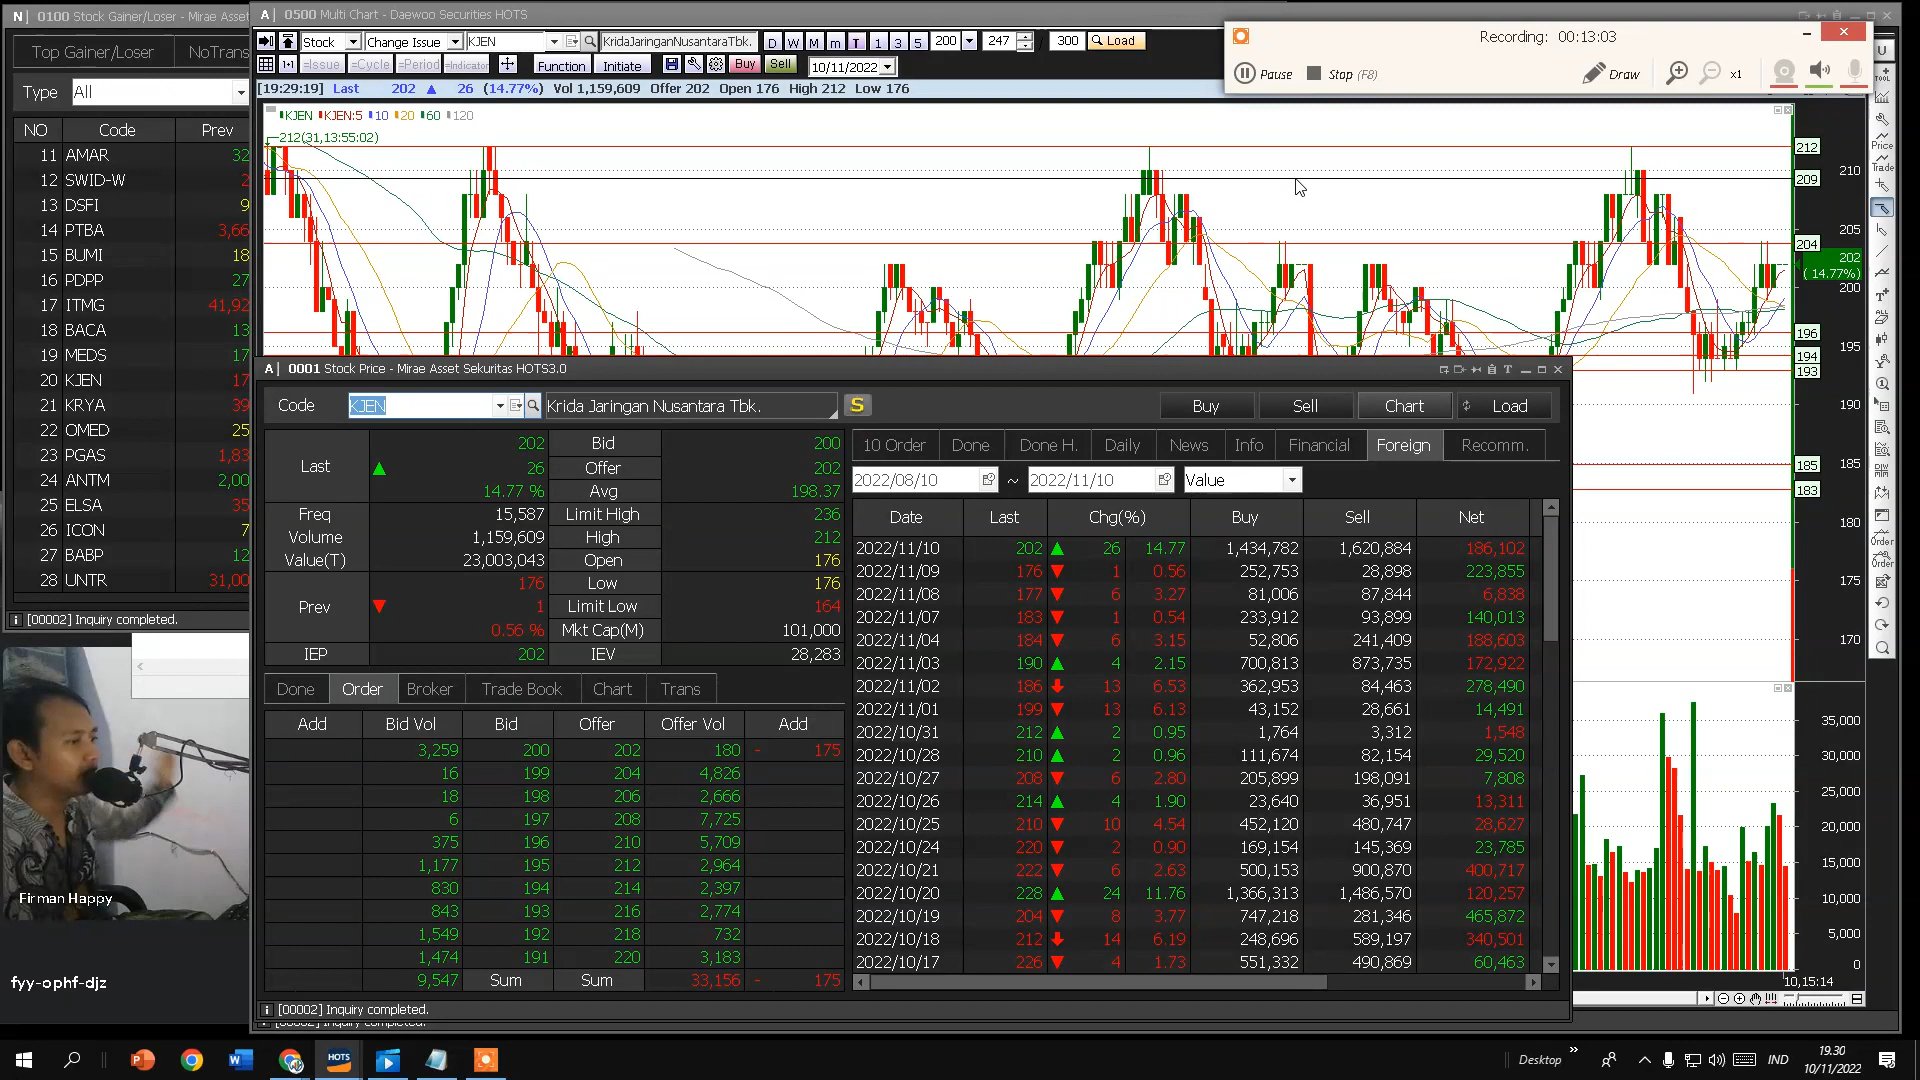 N| 0100 Stock Gainer/Loser - Mirae Asset
Top Gainer/Loser NoTrans
Type All
NO Code Prev
11 AMAR 32
12 SWID-W 2
13 DSFI 9
14 PTBA 3,66
15 BUMI 18
16 PDPP 27
17 ITMG 41,92
18 BACA 13
19 MEDS 17
20 KJEN 17
21 KRYA 39
22 OMED 25
23 PGAS 1,83
24 ANTM 2,00
25 ELSA 35
26 ICON 7
27 BABP 12
28 UNTR 31,00
[00002] Inquiry completed.
A| 0500 Multi Chart - Daewoo Securities HOTS
Stock Change Issue KJEN KridaJaringanNusantaraTbk. D W M m T 1 3 5 200 247 / 300 Load
=Issue =Cycle =Period =Indicator Function Initiate Buy Sell 10/11/2022
[19:29:19] Last 202 ▲ 26 (14.77%) Vol 1,159,609 Offer 202 Open 176 High 212 Low 176
KJEN KJEN:5 10 20 60 120
212(31,13:55:02)
212
210
209
205
204
202
( 14.77%)
200
196
195
194
193
190
185
185
183
180
175
170
35,000
30,000
25,000
20,000
15,000
10,000
5,000
0
10,15:14
Recording: 00:13:03
Pause Stop (F8) Draw x1
Price
Trade
Order
Order
A| 0001 Stock Price - Mirae Asset Sekuritas HOTS3.0
Code KJEN Krida Jaringan Nusantara Tbk. S Buy Sell Chart Load
Last 202 Bid 200
▲ 26 Offer 202
14.77 % Avg 198.37
Freq 15,587 Limit High 236
Volume 1,159,609 High 212
Value(T) 23,003,043 Open 176
Prev 176 Low 176
▼ 1 Limit Low 164
0.56 % Mkt Cap(M) 101,000
IEP 202 IEV 28,283
Done Order Broker Trade Book Chart Trans
Add Bid Vol Bid Offer Offer Vol Add
3,259 200 202 180 - 175
16 199 204 4,826
18 198 206 2,666
6 197 208 7,725
375 196 210 5,709
1,177 195 212 2,964
830 194 214 2,397
843 193 216 2,774
1,549 192 218 732
1,474 191 220 3,183
9,547 Sum Sum 33,156 - 175
[00002] Inquiry completed.
10 Order Done Done H. Daily News Info Financial Foreign Recomm.
2022/08/10 ~ 2022/11/10 Value
Date Last Chg(%) Buy Sell Net
2022/11/10 202 ▲ 26 14.77 1,434,782 1,620,884 186,102
2022/11/09 176 ▼ 1 0.56 252,753 28,898 223,855
2022/11/08 177 ▼ 6 3.27 81,006 87,844 6,838
2022/11/07 183 ▼ 1 0.54 233,912 93,899 140,013
2022/11/04 184 ▼ 6 3.15 52,806 241,409 188,603
2022/11/03 190 ▲ 4 2.15 700,813 873,735 172,922
2022/11/02 186 ⬇ 13 6.53 362,953 84,463 278,490
2022/11/01 199 ▼ 13 6.13 43,152 28,661 14,491
2022/10/31 212 ▲ 2 0.95 1,764 3,312 1,548
2022/10/28 210 ▲ 2 0.96 111,674 82,154 29,520
2022/10/27 208 ▼ 6 2.80 205,899 198,091 7,808
2022/10/26 214 ▲ 4 1.90 23,640 36,951 13,311
2022/10/25 210 ▼ 10 4.54 452,120 480,747 28,627
2022/10/24 220 ▼ 2 0.90 169,154 145,369 23,785
2022/10/21 222 ▼ 6 2.63 500,153 900,870 400,717
2022/10/20 228 ▲ 24 11.76 1,366,313 1,486,570 120,257
2022/10/19 204 ▼ 8 3.77 747,218 281,346 465,872
2022/10/18 212 ⬇ 14 6.19 248,696 589,197 340,501
2022/10/17 226 ▼ 4 1.73 551,332 490,869 60,463
Firman Happy
fyy-ophf-djz
HOTS
Desktop
IND
19.30
10/11/2022